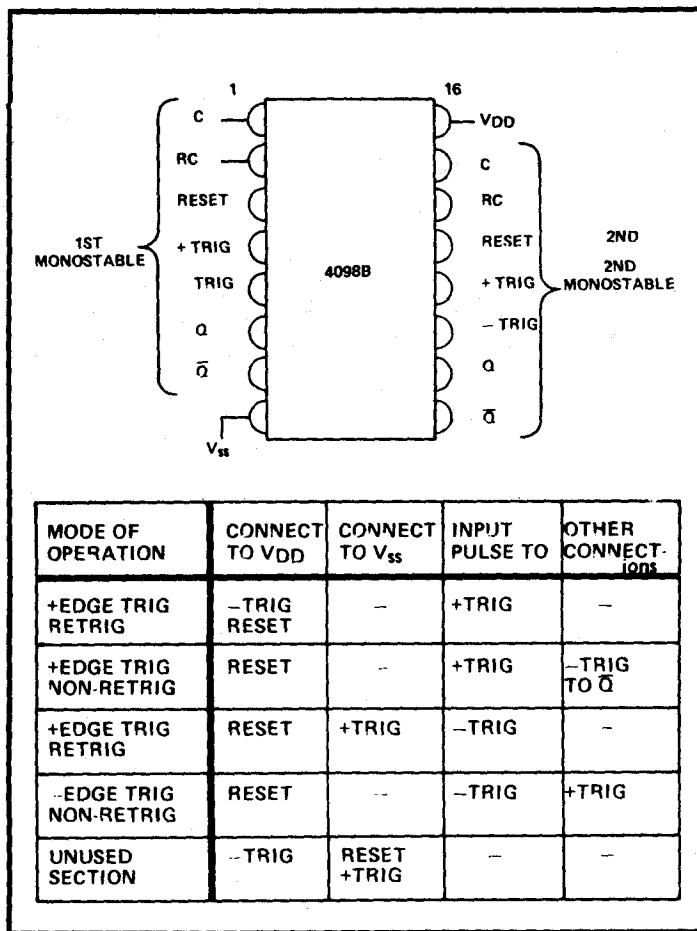 1 16
C VDD
RC C
RESET RC
1ST MONOSTABLE
+ TRIG RESET
2ND
TRIG 4098B + TRIG
2ND MONOSTABLE
Q − TRIG
Q̅ Q
Vss Q̅
MODE OF OPERATION CONNECT TO VDD CONNECT TO Vss INPUT PULSE TO OTHER CONNECT-ions
+EDGE TRIG RETRIG −TRIG RESET − +TRIG −
+EDGE TRIG NON-RETRIG RESET − +TRIG −TRIG TO Q̅
+EDGE TRIG RETRIG RESET +TRIG −TRIG −
−EDGE TRIG NON-RETRIG RESET −− −TRIG +TRIG
UNUSED SECTION −TRIG RESET +TRIG − −